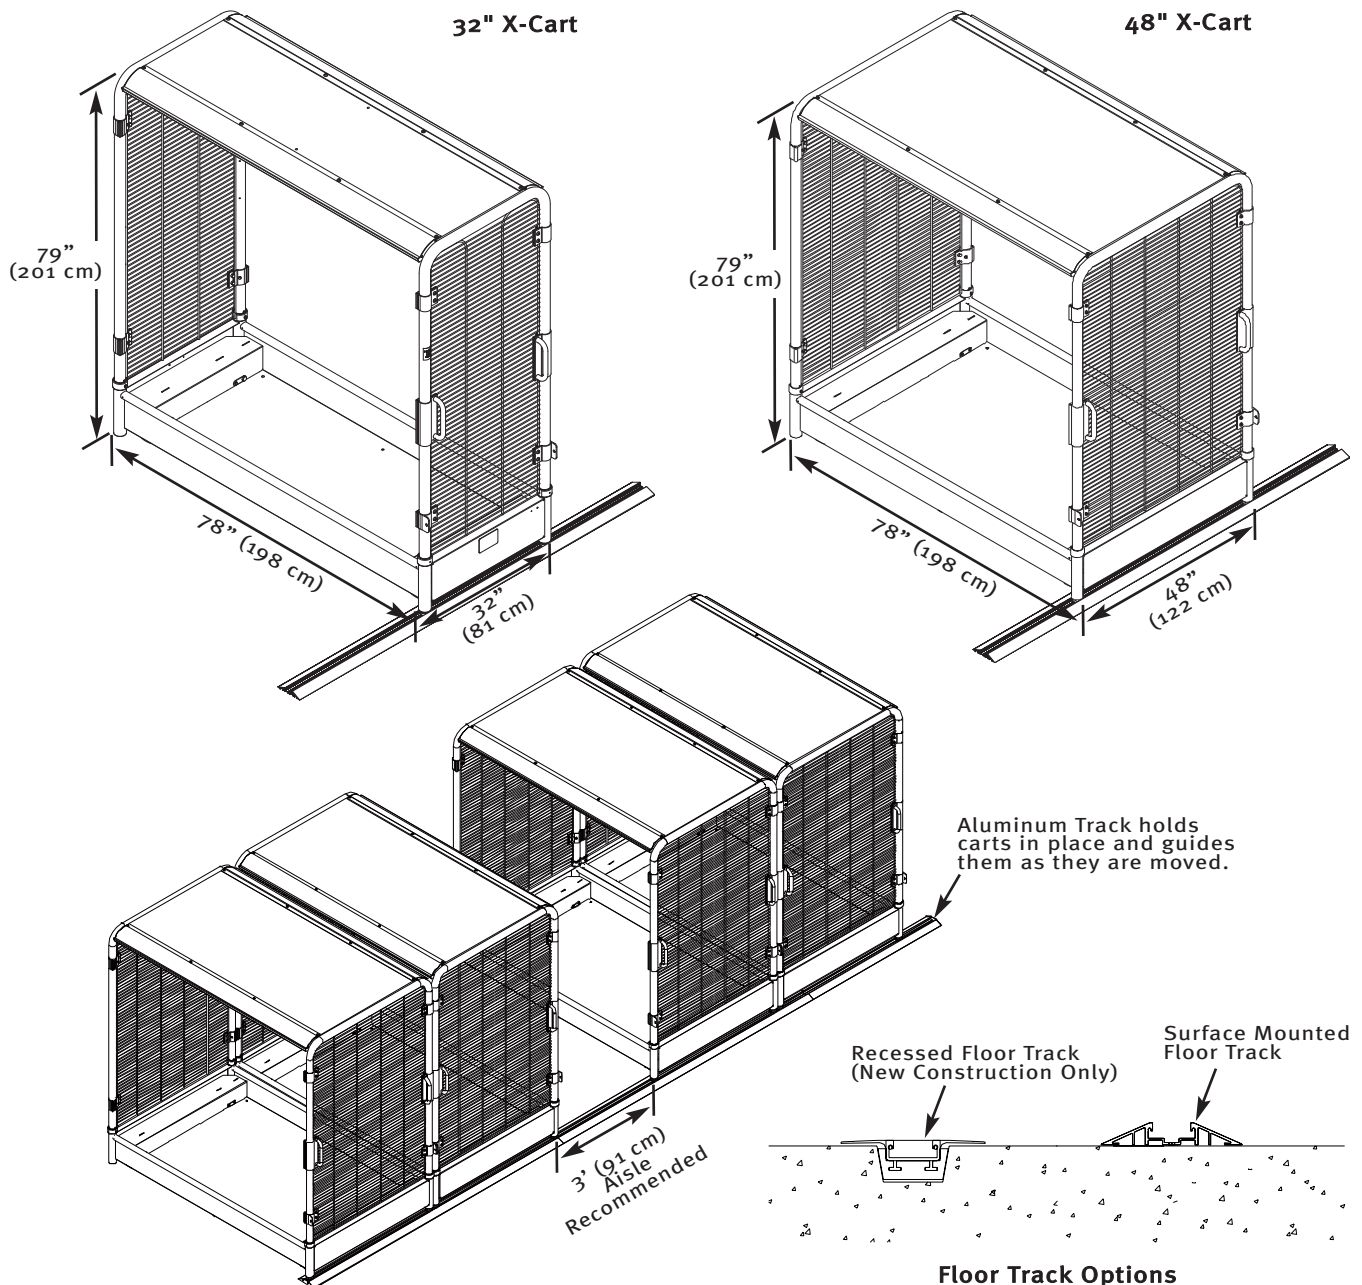 32" X-Cart
79”
(201 cm)
78” (198 cm)
32”
(81 cm)
48" X-Cart
79”
(201 cm)
78” (198 cm)
48”
(122 cm)
Aluminum Track holds
carts in place and guides
them as they are moved.
3’ (91 cm)
Aisle
Recommended
Recessed Floor Track
(New Construction Only)
Surface Mounted
Floor Track
Floor Track Options